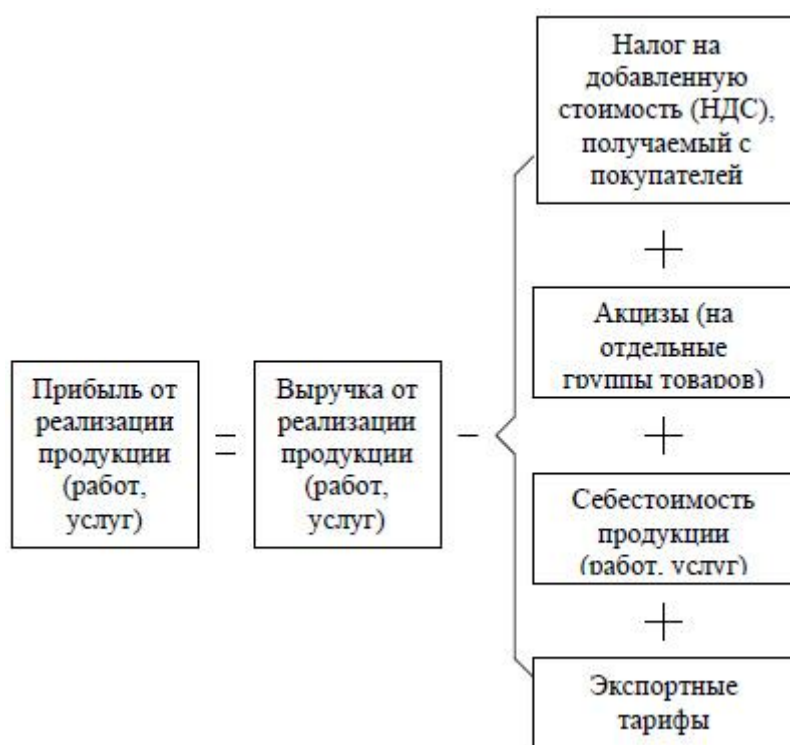 Прибыль от
реализации
продукции
(работ,
услуг)
=
Выручка от
реализации
продукции
(работ,
услуг)
−
Налог на
добавленную
стоимость (НДС),
получаемый с
покупателей
+
Акцизы (на
отдельные
группы товаров)
+
Себестоимость
продукции
(работ, услуг)
+
Экспортные
тарифы